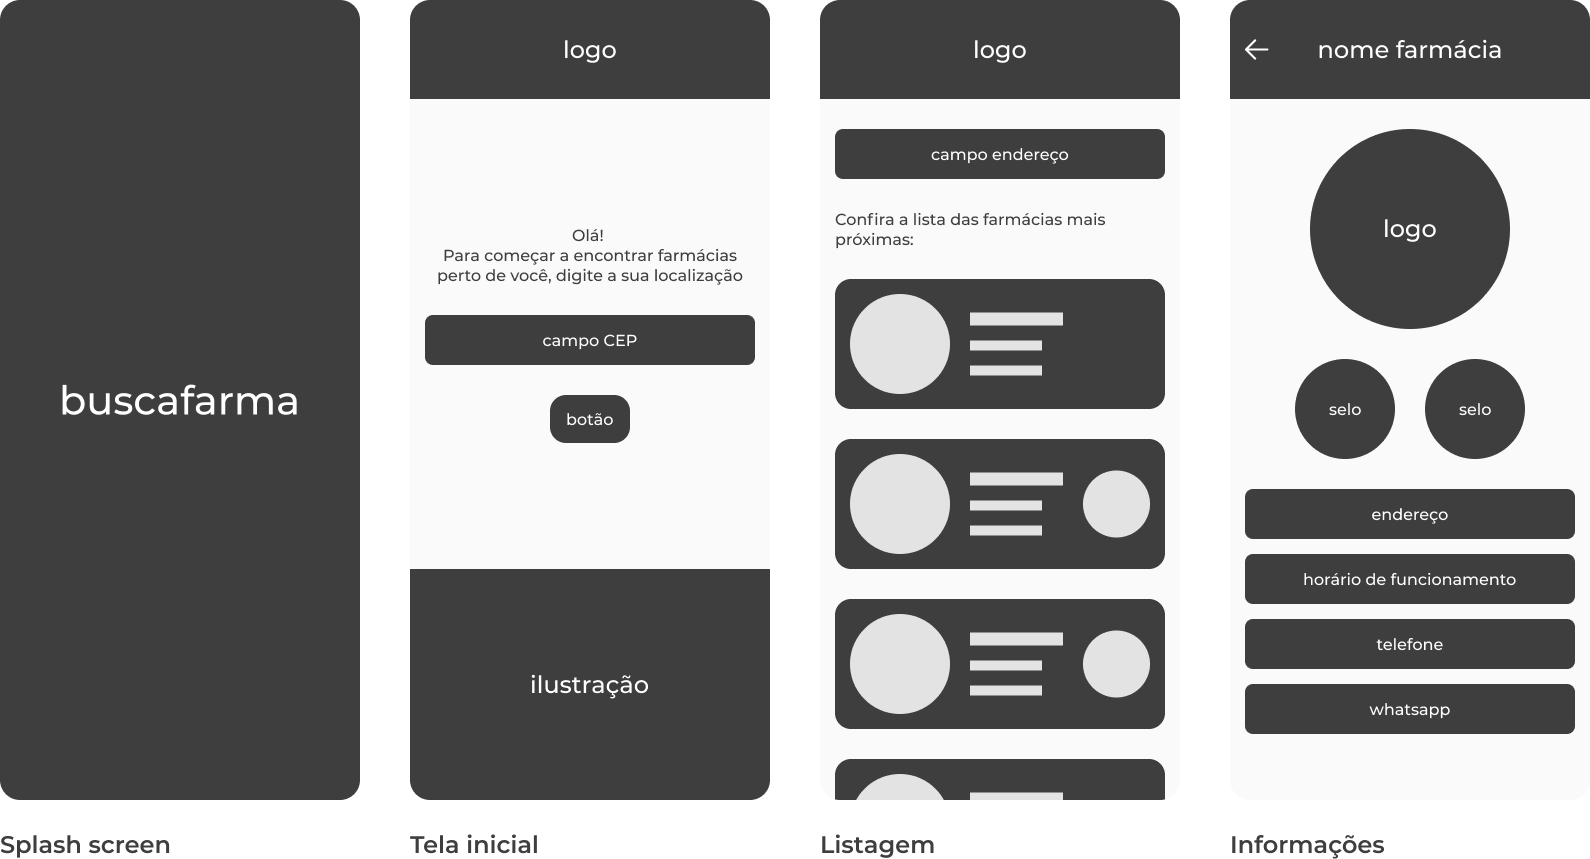 buscafarma
Splash screen
logo
Olá!
Para começar a encontrar farmácias
perto de você, digite a sua localização
campo CEP
botão
ilustração
Tela inicial
logo
campo endereço
Confira a lista das farmácias mais
próximas:
Listagem
nome farmácia
logo
selo
selo
endereço
horário de funcionamento
telefone
whatsapp
Informações